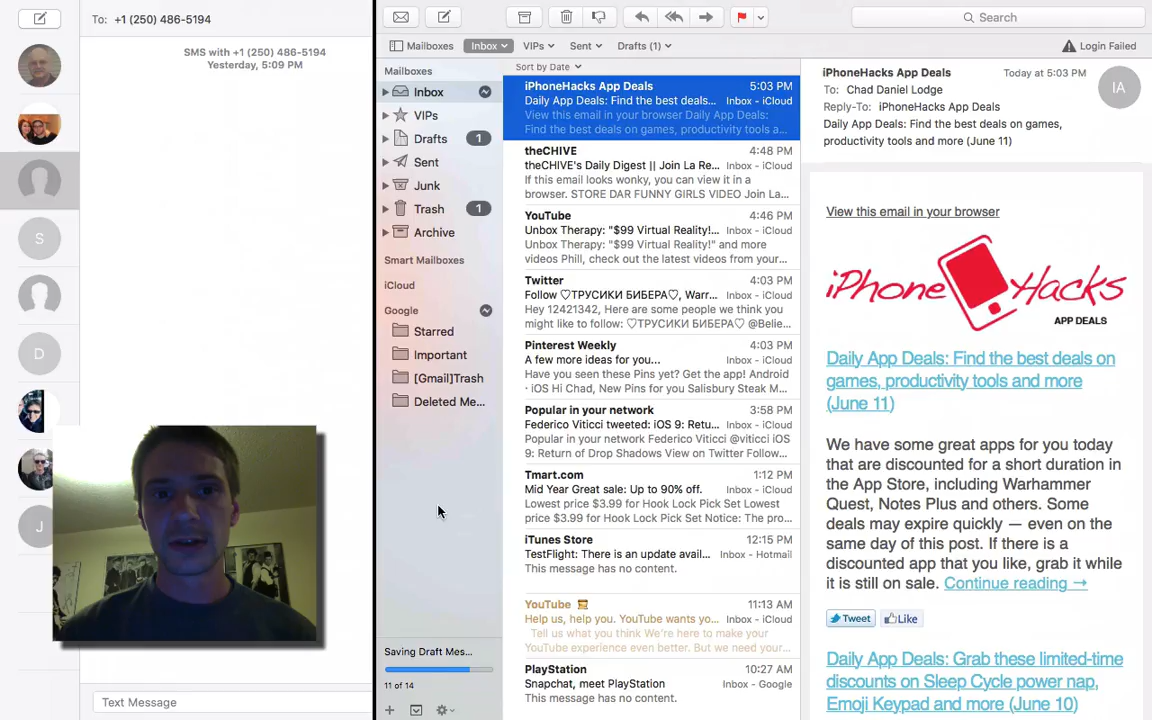 To: +1 (250) 486-5194
SMS with +1 (250) 486-5194
Yesterday, 5:09 PM
S
D
J
Text Message
Search
Mailboxes
Inbox
VIPs
Sent
Drafts (1)
Login Failed
Mailboxes
Inbox
VIPs
Drafts 1
Sent
Junk
Trash 1
Archive
Smart Mailboxes
iCloud
Google
Starred
Important
[Gmail]Trash
Deleted Me...
Saving Draft Mes...
11 of 14
Sort by Date
iPhoneHacks App Deals 5:03 PM
Daily App Deals: Find the best deals... Inbox - iCloud
View this email in your browser Daily App Deals:
Find the best deals on games, productivity tools a...
theCHIVE 4:48 PM
theCHIVE's Daily Digest || Join La Re... Inbox - iCloud
If this email looks wonky, you can view it in a
browser. STORE DAR FUNNY GIRLS VIDEO Join La...
YouTube 4:46 PM
Unbox Therapy: "$99 Virtual Reality!... Inbox - iCloud
Unbox Therapy: "$99 Virtual Reality!" and more
videos Phill, check out the latest videos from your...
Twitter 4:03 PM
Follow ♡ТРУСИКИ БИБЕРА♡, Warr... Inbox - iCloud
Hey 12421342, Here are some people we think you
might like to follow: ♡ТРУСИКИ БИБЕРА♡ @Belie...
Pinterest Weekly 4:03 PM
A few more ideas for you... Inbox - iCloud
Have you seen these Pins yet? Get the app! Android
· iOS Hi Chad, New Pins for you Salisbury Steak M...
Popular in your network 3:58 PM
Federico Viticci tweeted: iOS 9: Retu... Inbox - iCloud
Popular in your network Federico Viticci @viticci iOS
9: Return of Drop Shadows View on Twitter Follow...
Tmart.com 1:12 PM
Mid Year Great sale: Up to 90% off. Inbox - iCloud
Lowest price $3.99 for Hook Lock Pick Set Lowest
price $3.99 for Hook Lock Pick Set Notice: The pro...
iTunes Store 12:15 PM
TestFlight: There is an update avail... Inbox - Hotmail
This message has no content.
YouTube 11:13 AM
Help us, help you. YouTube wants yo... Inbox - iCloud
Tell us what you think We're here to make your
YouTube experience even better. But we need your...
PlayStation 10:27 AM
Snapchat, meet PlayStation Inbox - Google
This message has no content.
iPhoneHacks App Deals Today at 5:03 PM
To: Chad Daniel Lodge
Reply-To: iPhoneHacks App Deals
Daily App Deals: Find the best deals on games,
productivity tools and more (June 11)
IA
View this email in your browser
iPhone Hacks
APP DEALS
Daily App Deals: Find the best deals on
games, productivity tools and more
(June 11)
We have some great apps for you today
that are discounted for a short duration in
the App Store, including Warhammer
Quest, Notes Plus and others. Some
deals may expire quickly — even on the
same day of this post. If there is a
discounted app that you like, grab it while
it is still on sale. Continue reading →
Tweet
Like
Daily App Deals: Grab these limited-time
discounts on Sleep Cycle power nap,
Emoji Keypad and more (June 10)